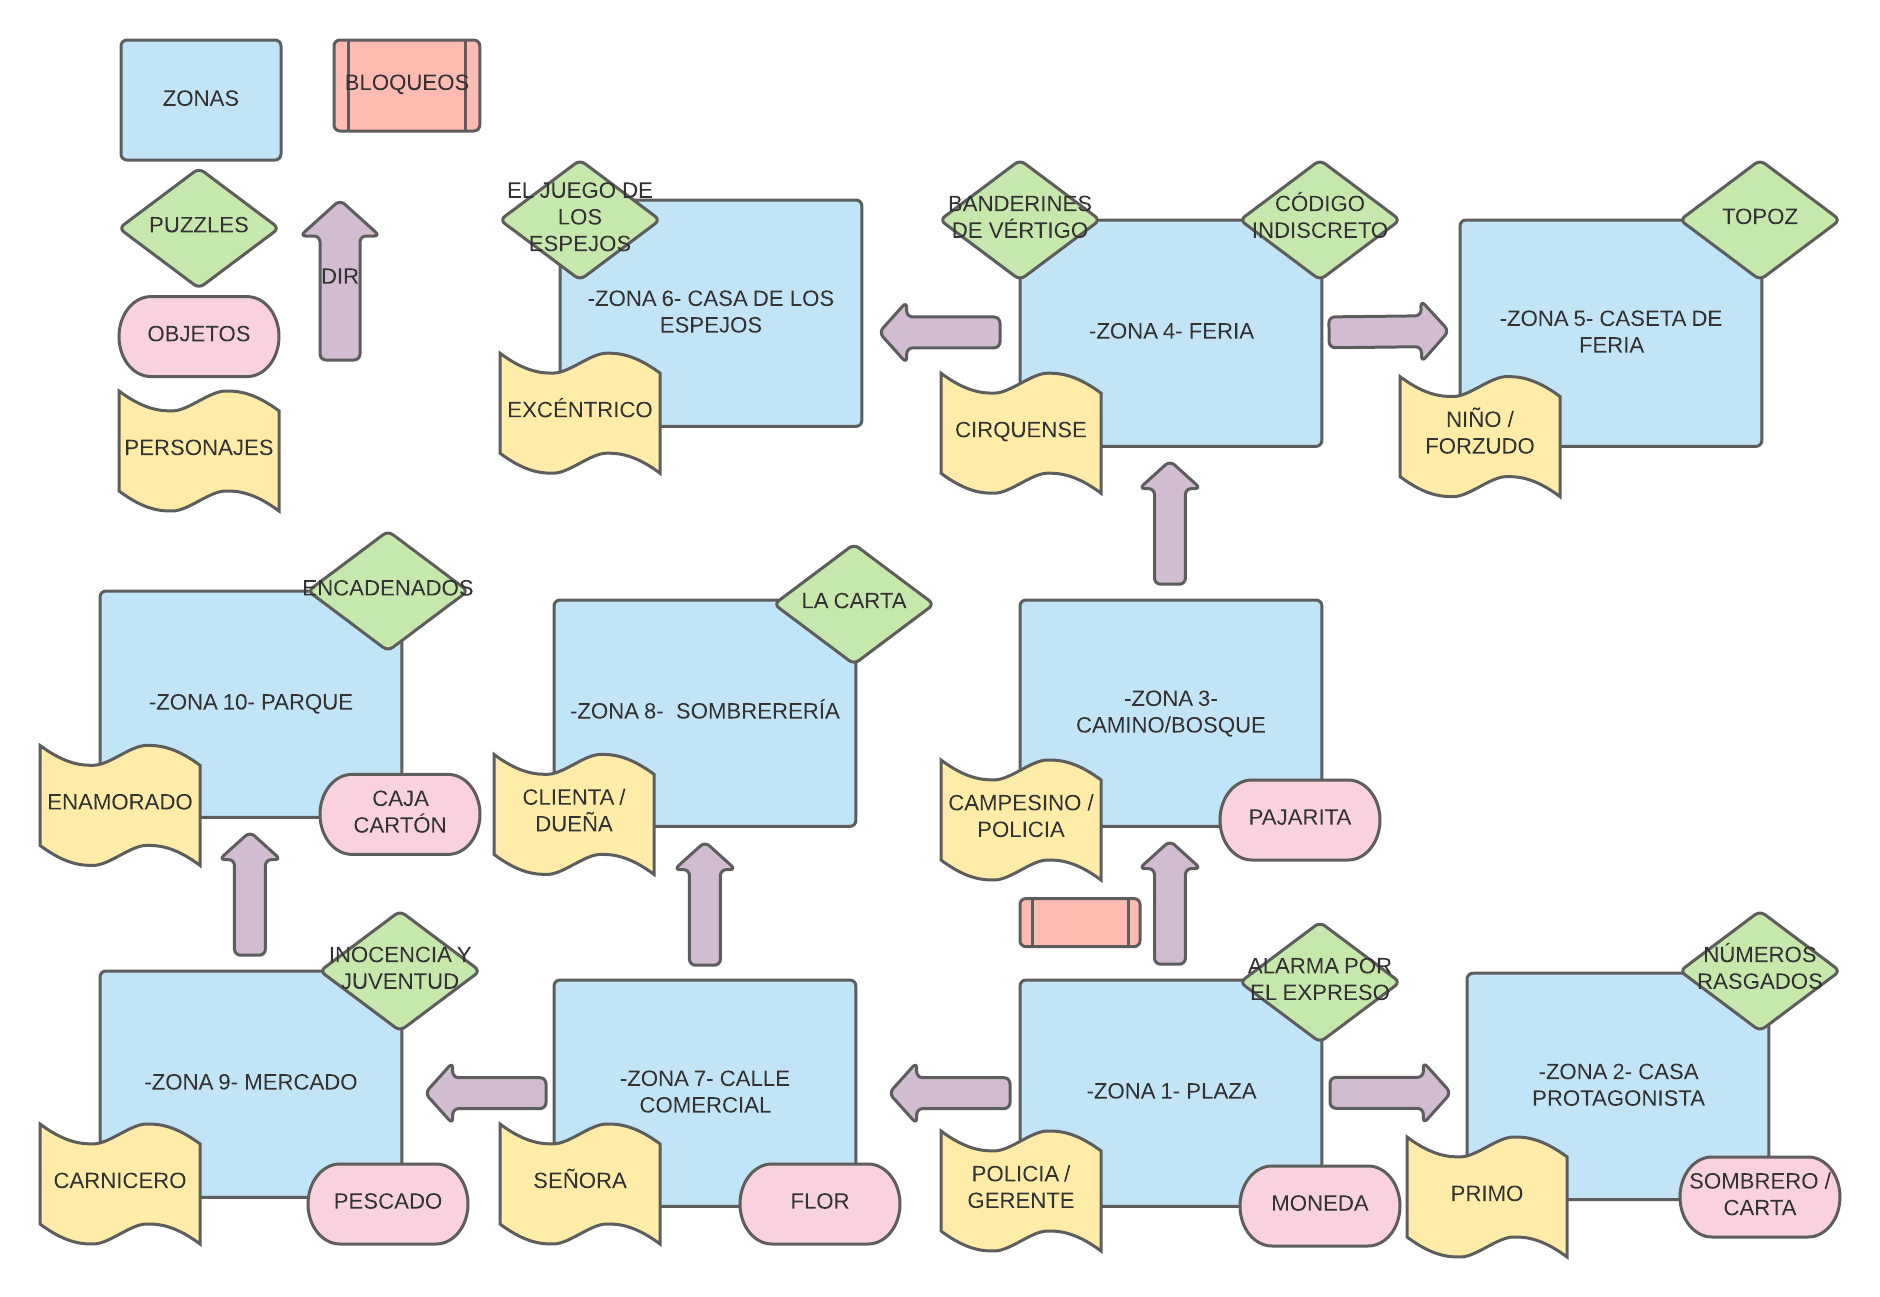 ZONAS
BLOQUEOS
PUZZLES
DIR
OBJETOS
PERSONAJES
EL JUEGO DE
LOS
ESPEJOS
-ZONA 6- CASA DE LOS
ESPEJOS
EXCÉNTRICO
BANDERINES
DE VÉRTIGO
CÓDIGO
INDISCRETO
-ZONA 4- FERIA
CIRQUENSE
TOPOZ
-ZONA 5- CASETA DE
FERIA
NIÑO /
FORZUDO
ENCADENADOS
-ZONA 10- PARQUE
ENAMORADO
CAJA
CARTÓN
LA CARTA
-ZONA 8-  SOMBRERERÍA
CLIENTA /
DUEÑA
-ZONA 3-
CAMINO/BOSQUE
CAMPESINO /
POLICIA
PAJARITA
INOCENCIA Y
JUVENTUD
-ZONA 9- MERCADO
CARNICERO
PESCADO
-ZONA 7- CALLE
COMERCIAL
SEÑORA
FLOR
ALARMA POR
EL EXPRESO
-ZONA 1- PLAZA
POLICIA /
GERENTE
MONEDA
NÚMEROS
RASGADOS
-ZONA 2- CASA
PROTAGONISTA
PRIMO
SOMBRERO /
CARTA